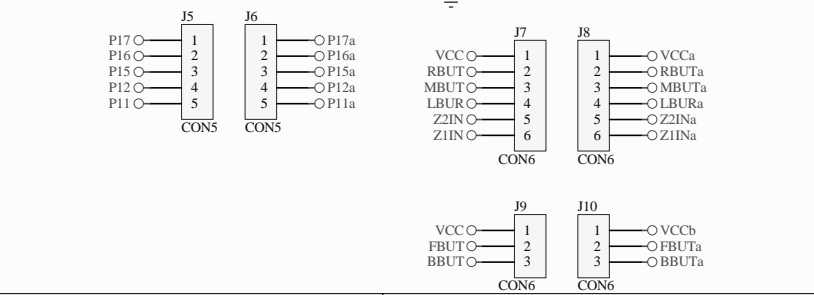 J5
P17 1
P16 2
P15 3
P12 4
P11 5
CON5
J6
1 P17a
2 P16a
3 P15a
4 P12a
5 P11a
CON5
J7
VCC 1
RBUT 2
MBUT 3
LBUR 4
Z2IN 5
Z1IN 6
CON6
J8
1 VCCa
2 RBUTa
3 MBUTa
4 LBURa
5 Z2INa
6 Z1INa
CON6
J9
VCC 1
FBUT 2
BBUT 3
CON6
J10
1 VCCb
2 FBUTa
3 BBUTa
CON6